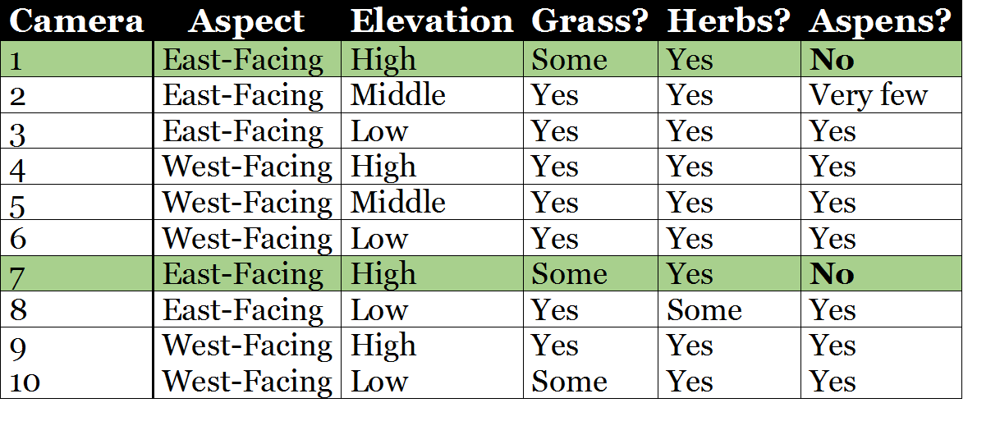 Camera Aspect Elevation Grass? Herbs? Aspens?
1 East-Facing High Some Yes No
2 East-Facing Middle Yes Yes Very few
3 East-Facing Low Yes Yes Yes
4 West-Facing High Yes Yes Yes
5 West-Facing Middle Yes Yes Yes
6 West-Facing Low Yes Yes Yes
7 East-Facing High Some Yes No
8 East-Facing Low Yes Some Yes
9 West-Facing High Yes Yes Yes
10 West-Facing Low Some Yes Yes